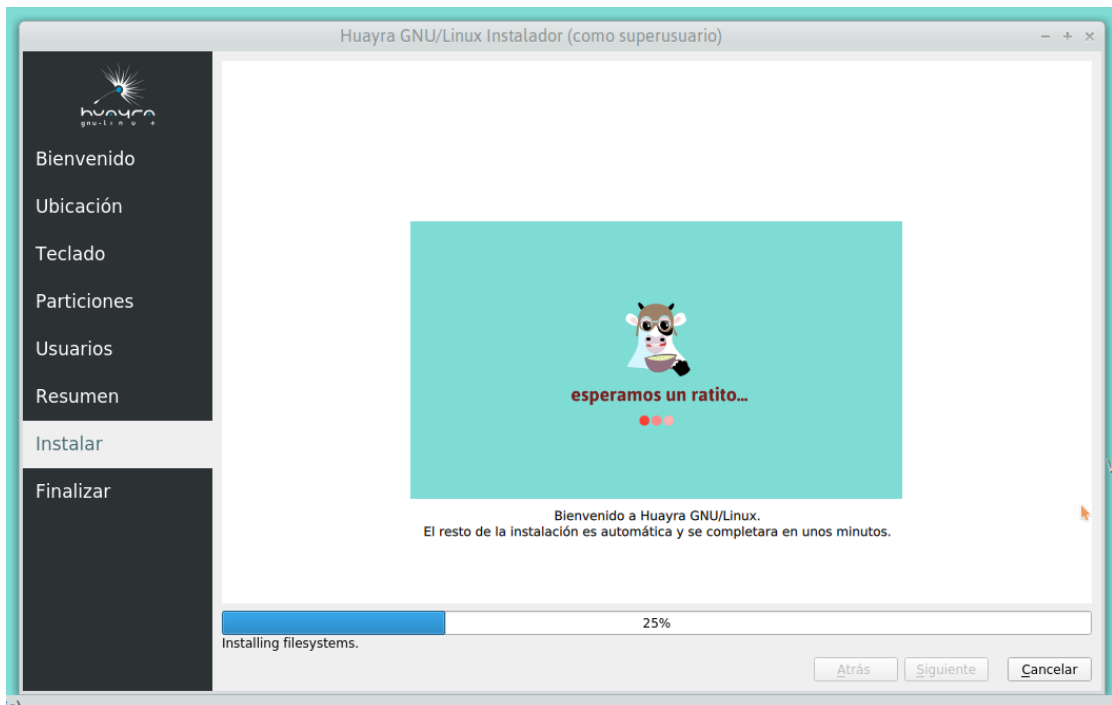 Huayra GNU/Linux Instalador (como superusuario)
huayra
gnu-linux
Bienvenido
Ubicación
Teclado
Particiones
Usuarios
Resumen
Instalar
Finalizar
esperamos un ratito...
Bienvenido a Huayra GNU/Linux.
El resto de la instalación es automática y se completara en unos minutos.
25%
Installing filesystems.
Atrás
Siguiente
Cancelar